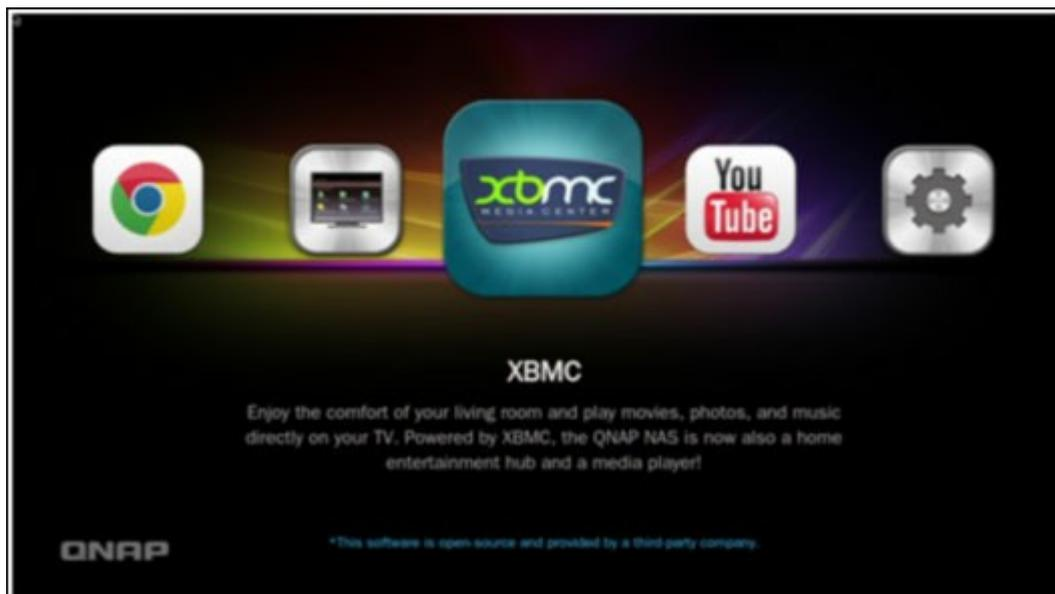 xbmc
MEDIA CENTER
You
Tube
XBMC
Enjoy the comfort of your living room and play movies, photos, and music
directly on your TV. Powered by XBMC, the QNAP NAS is now also a home
entertainment hub and a media player!
*This software is open-source and provided by a third-party company.
QNAP